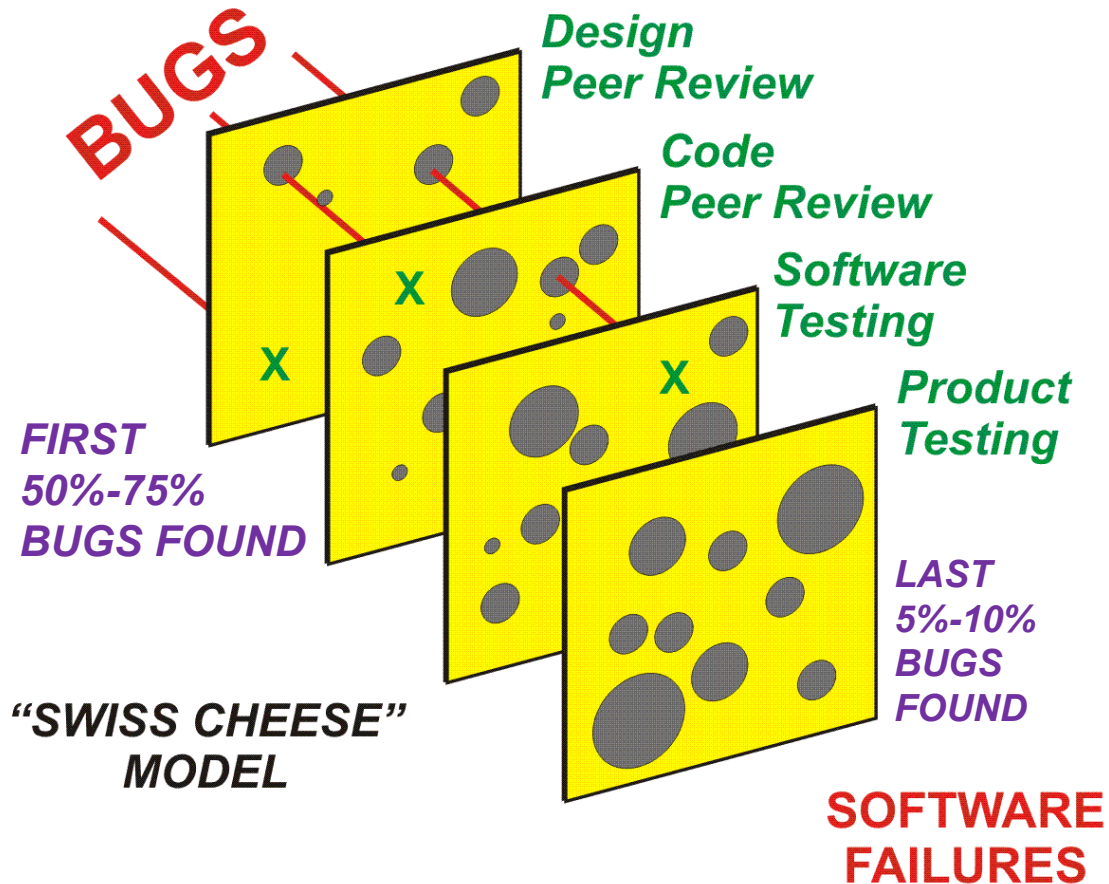 BUGS
Design
Peer Review
Code
Peer Review
Software
Testing
Product
Testing
X
X
X
FIRST
50%-75%
BUGS FOUND
LAST
5%-10%
BUGS
FOUND
“SWISS CHEESE”
MODEL
SOFTWARE
FAILURES